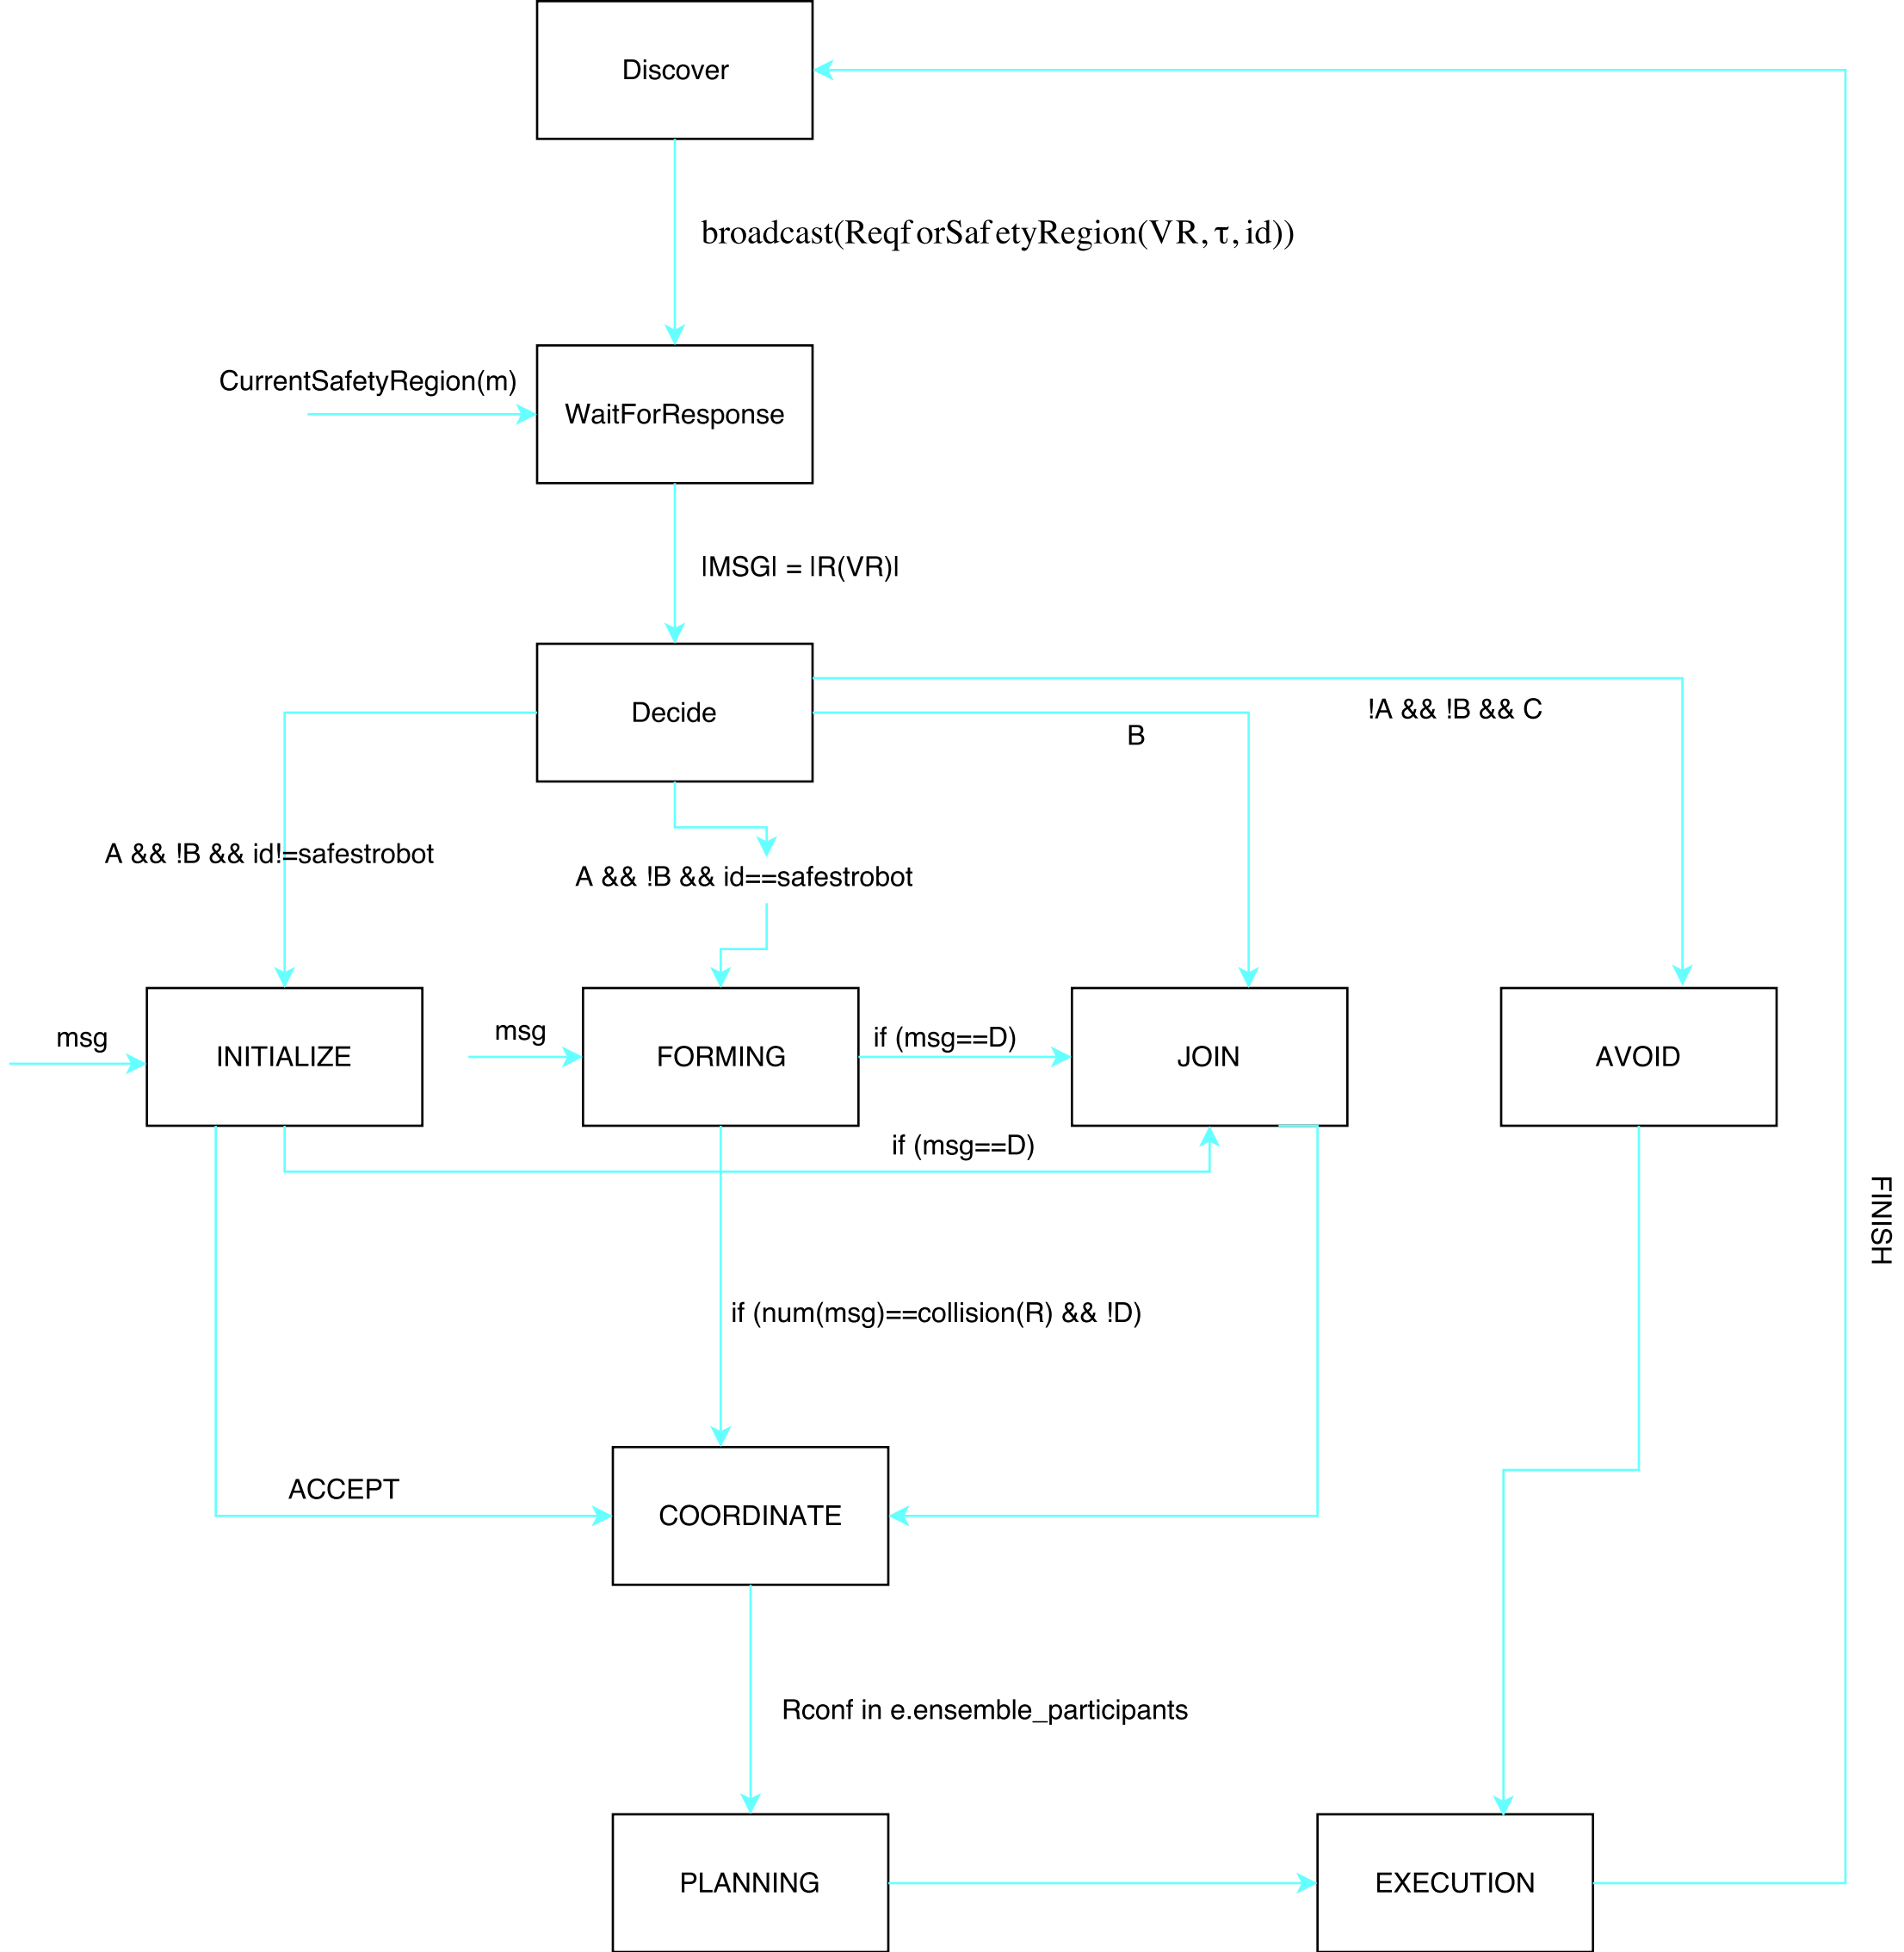 Discover
broadcast(ReqforSafetyRegion(VR, τ, id))
CurrentSafetyRegion(m)
WaitForResponse
|MSG| = |R(VR)|
Decide
!A && !B && C
B
A && !B && id!=safestrobot
A && !B && id==safestrobot
msg
INITIALIZE
msg
FORMING
if (msg==D)
JOIN
AVOID
if (msg==D)
FINISH
if (num(msg)==collision(R) && !D)
ACCEPT
COORDINATE
Rconf in e.ensemble_participants
PLANNING
EXECUTION